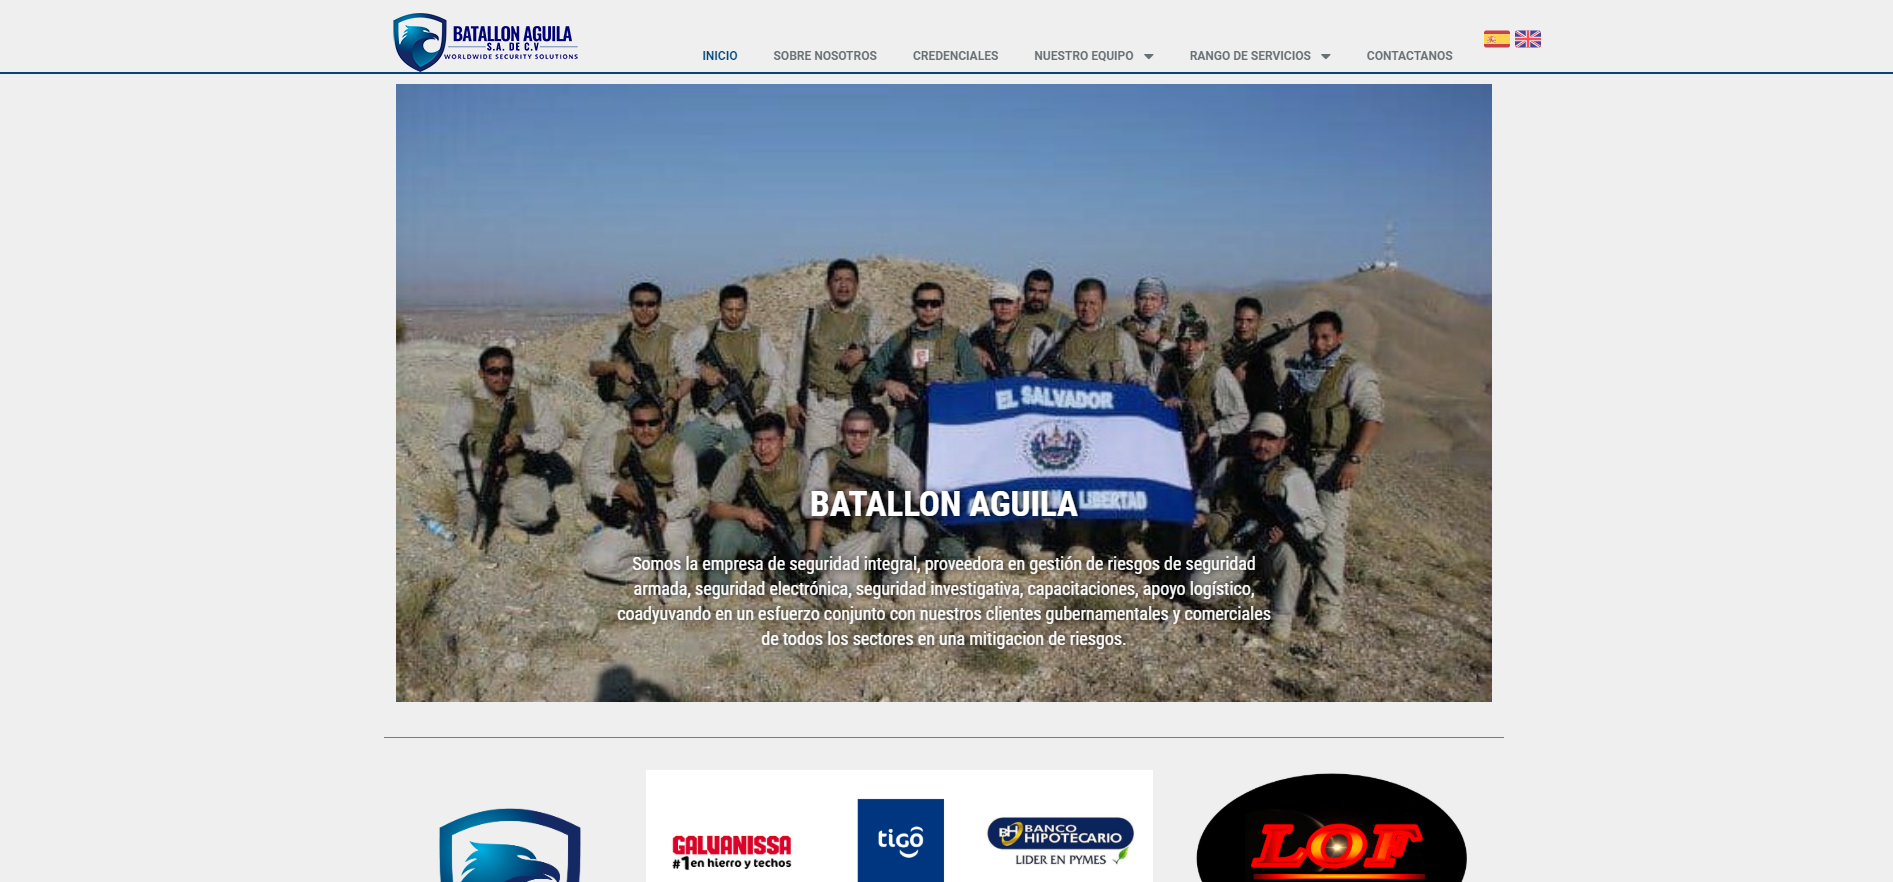 BATALLON AGUILA
S.A. DE C.V
WORLDWIDE SECURITY SOLUTIONS
INICIO
SOBRE NOSOTROS
CREDENCIALES
NUESTRO EQUIPO
RANGO DE SERVICIOS
CONTACTANOS
EL SALVADOR
LIBERTAD
BATALLON AGUILA
Somos la empresa de seguridad integral, proveedora en gestión de riesgos de seguridad
armada, seguridad electrónica, seguridad investigativa, capacitaciones, apoyo logístico,
coadyuvando en un esfuerzo conjunto con nuestros clientes gubernamentales y comerciales
de todos los sectores en una mitigacion de riesgos.
GALVANISSA
#1 en hierro y techos
tigo
BH BANCO
HIPOTECARIO
LIDER EN PYMES
LOF